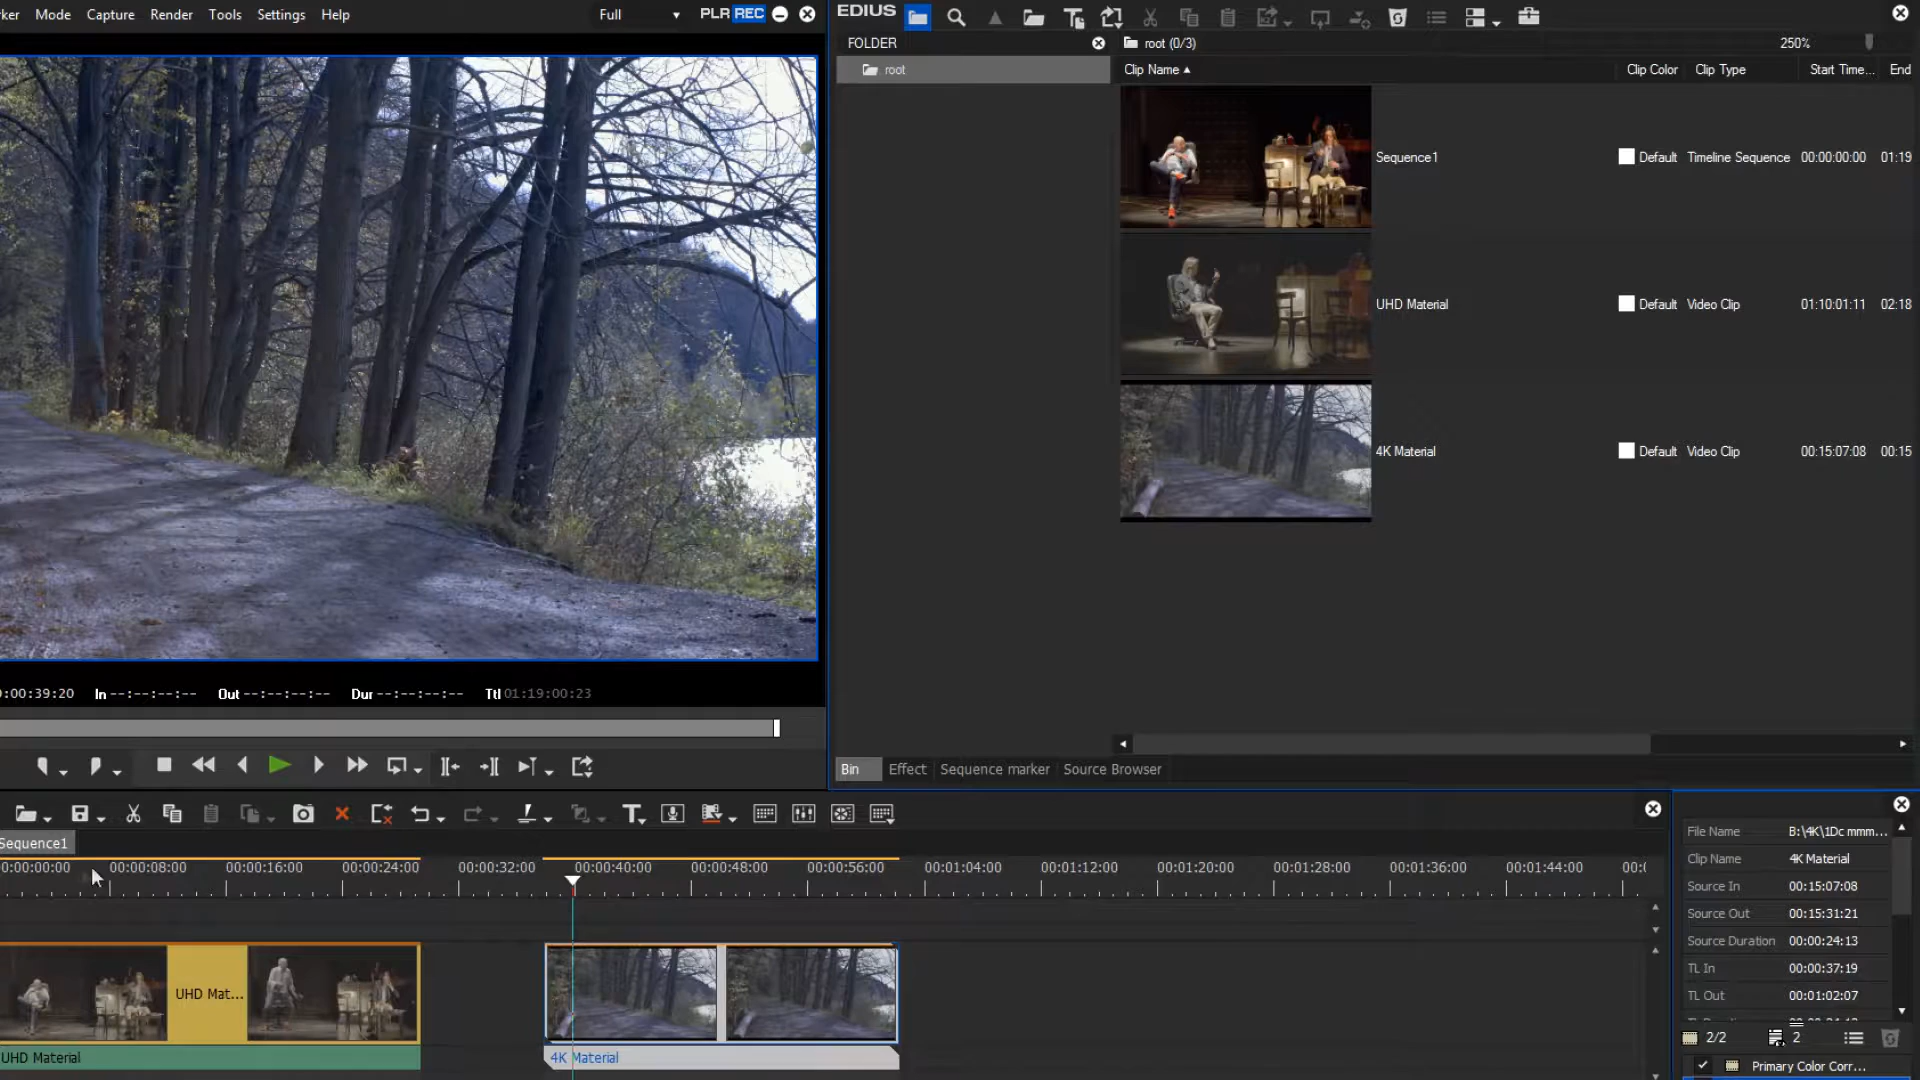 Mode Capture Render Tools Settings Help Full PLR REC
EDIUS
FOLDER
root (0/3)
250%
root
Clip Name Clip Color Clip Type Start Time... End
Sequence1 Default Timeline Sequence 00:00:00:00 01:19
UHD Material Default Video Clip 01:10:01:11 02:18
4K Material Default Video Clip 00:15:07:08 00:15
:00:39:20 In --:--:--:-- Out --:--:--:-- Dur --:--:--:-- Ttl 01:19:00:23
Bin Effect Sequence marker Source Browser
Sequence1
0:00:00:00 00:00:08:00 00:00:16:00 00:00:24:00 00:00:32:00 00:00:40:00 00:00:48:00 00:00:56:00 00:01:04:00 00:01:12:00 00:01:20:00 00:01:28:00 00:01:36:00 00:01:44:00 00:0
UHD Mat...
UHD Material
4K Material
File Name B:\4K\1Dc mmm...
Clip Name 4K Material
Source In 00:15:07:08
Source Out 00:15:31:21
Source Duration 00:00:24:13
TL In 00:00:37:19
TL Out 00:01:02:07
2/2 2
Primary Color Corr...